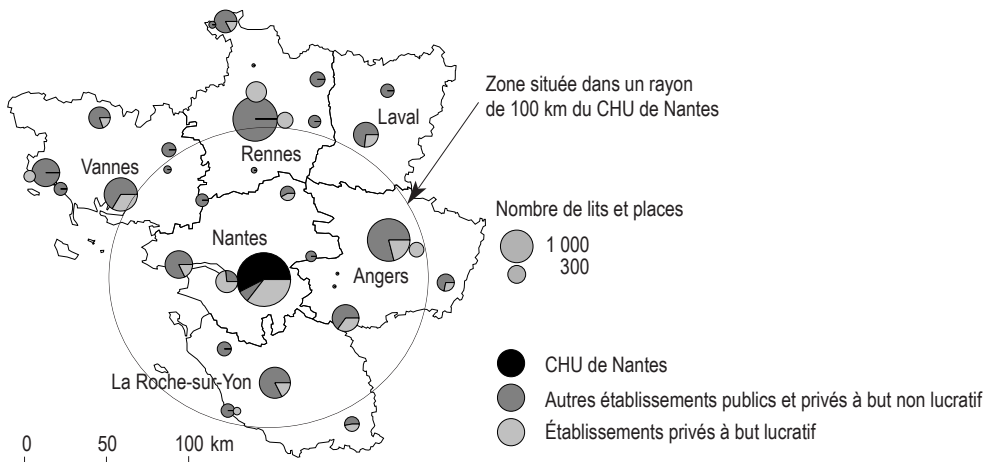 Zone située dans un rayon
de 100 km du CHU de Nantes
Laval
Rennes
Vannes
Nantes
Angers
La Roche-sur-Yon
Nombre de lits et places
1 000
300
CHU de Nantes
Autres établissements publics et privés à but non lucratif
Établissements privés à but lucratif
0 50 100 km